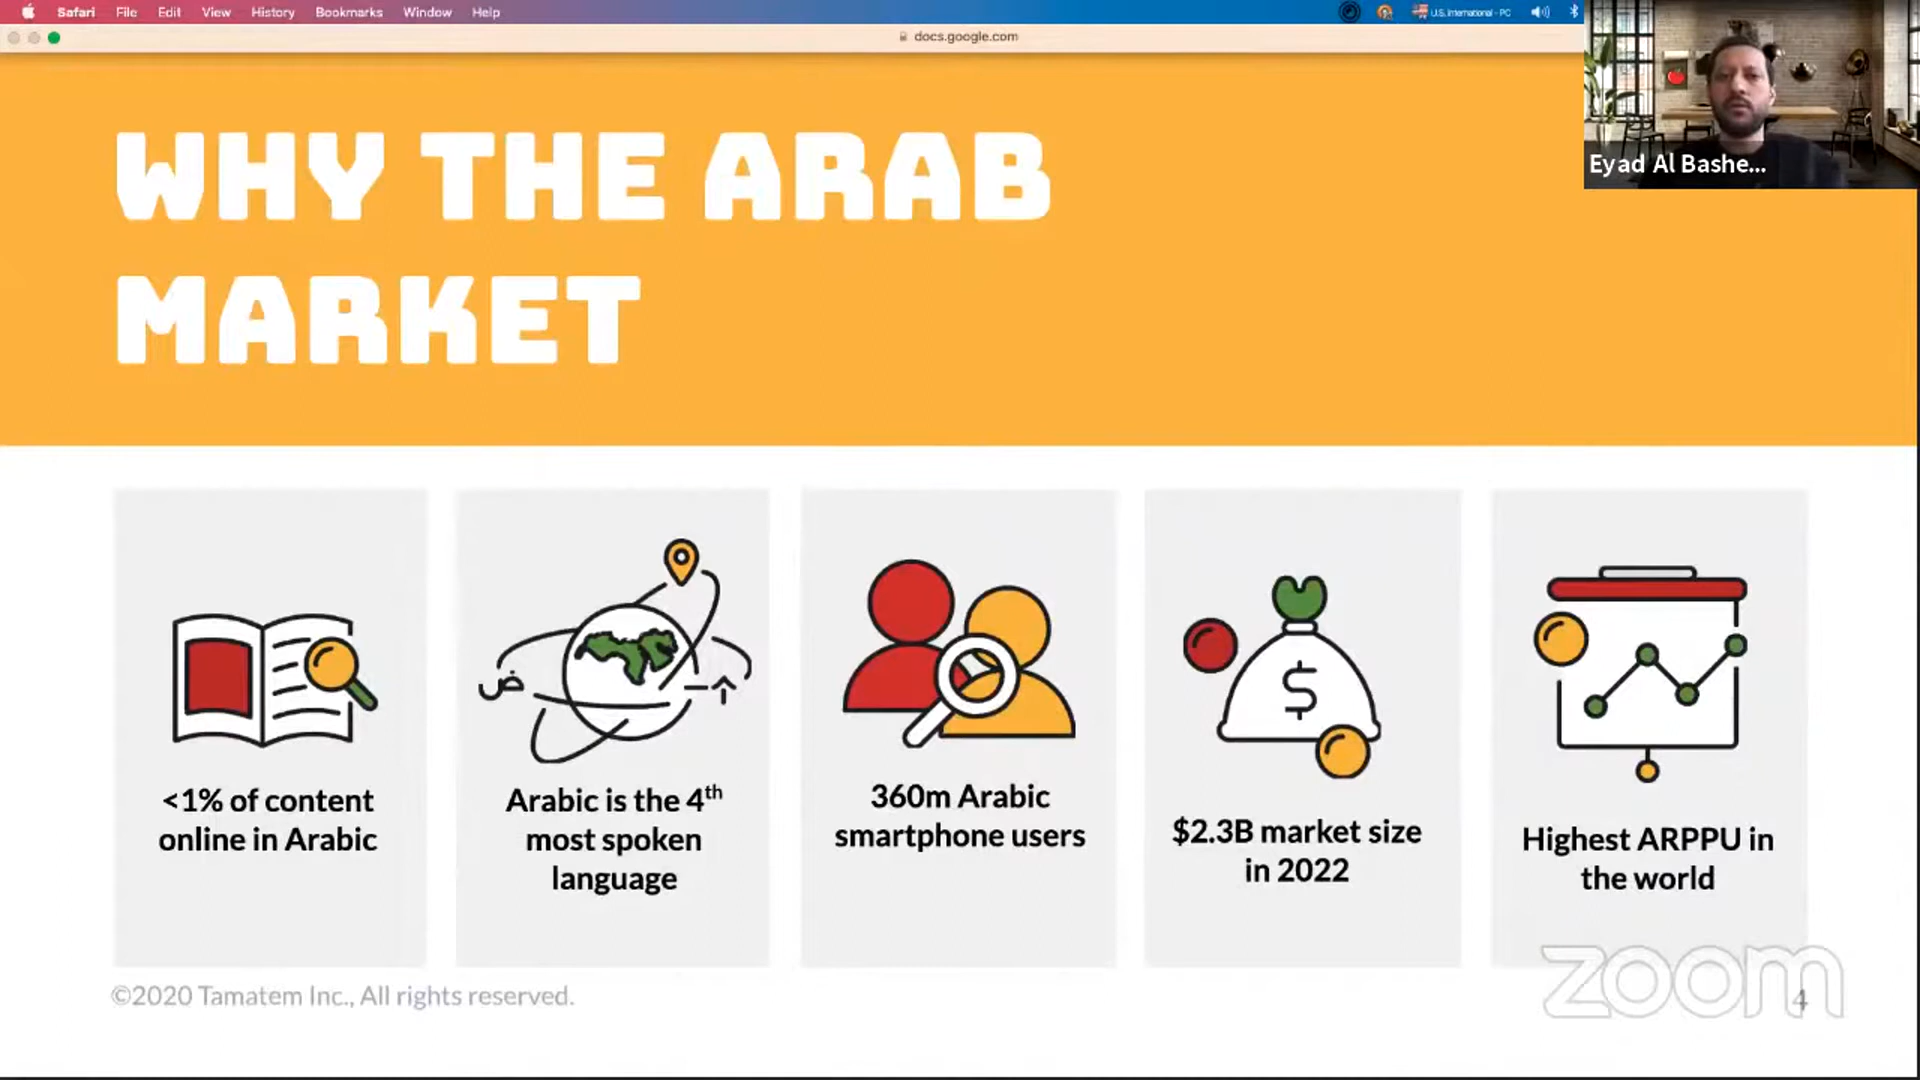 Safari File Edit View History Bookmarks Window Help
U.S. International - PC
docs.google.com
Eyad Al Bashe...
WHY THE ARAB
MARKET
<1% of content
online in Arabic
ض
Arabic is the 4th
most spoken
language
360m Arabic
smartphone users
$
$2.3B market size
in 2022
Highest ARPPU in
the world
©2020 Tamatem Inc., All rights reserved.
zoom
4